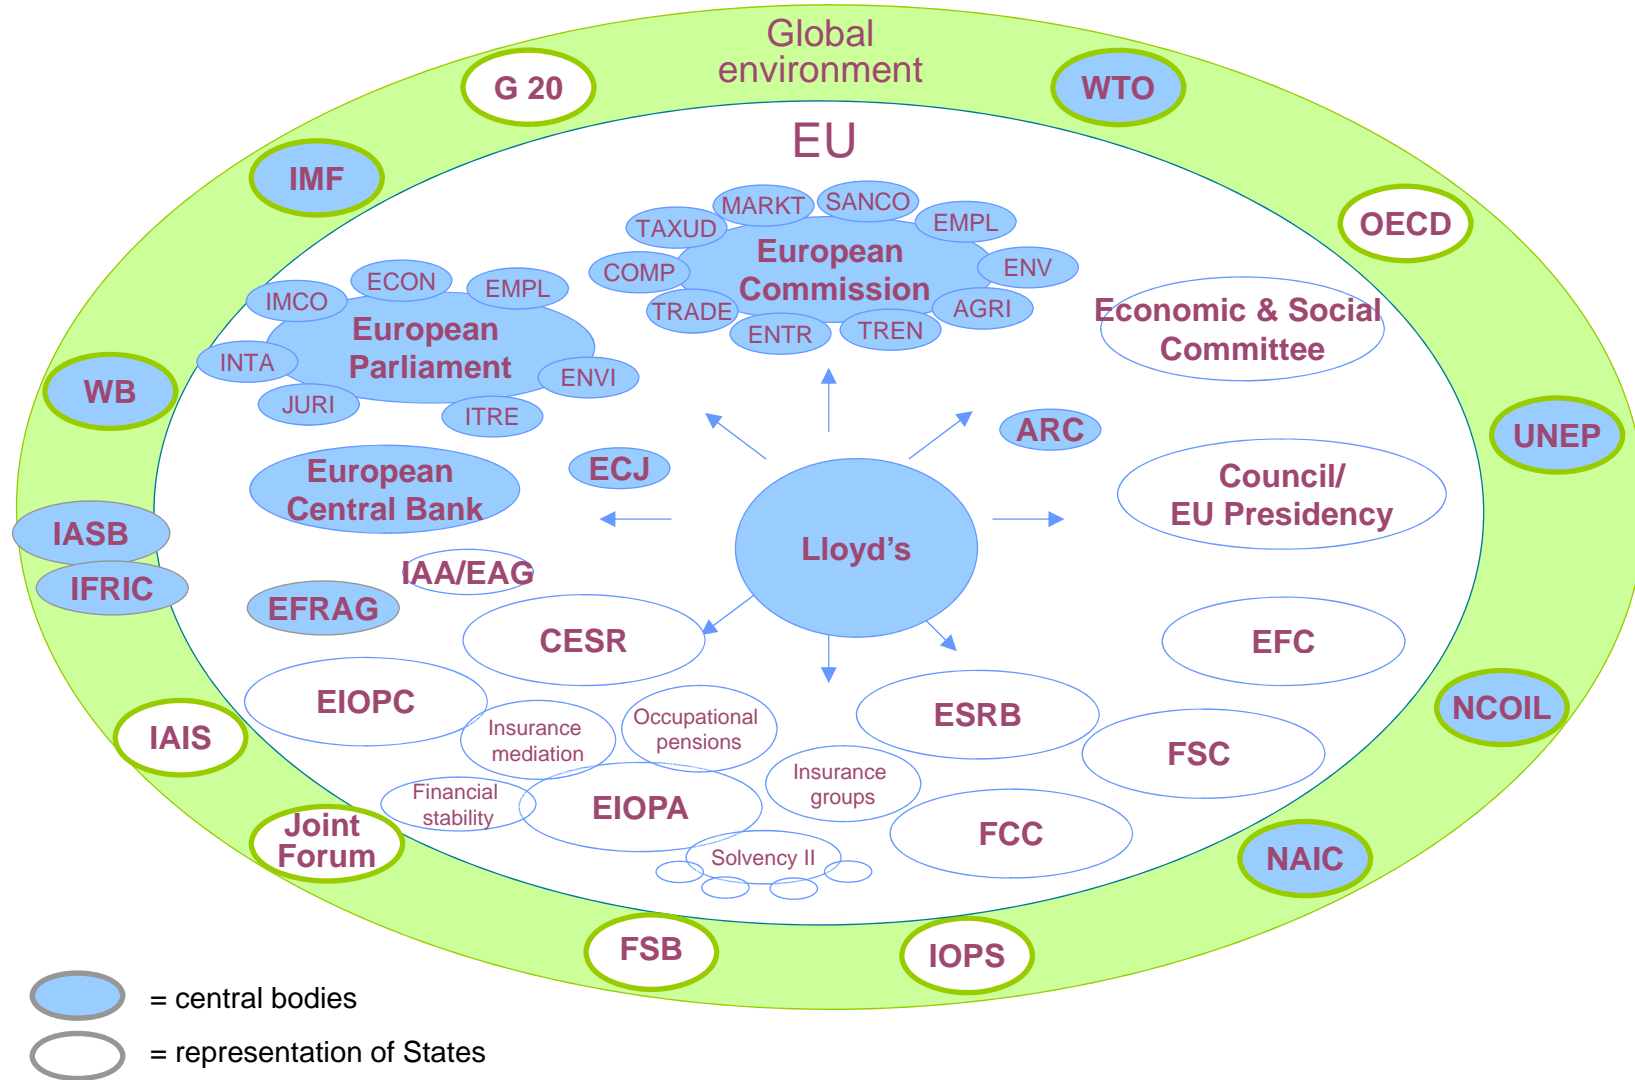 Global
environment
G 20
WTO
EU
IMF
MARKT
SANCO
TAXUD
EMPL
OECD
European
Commission
COMP
ENV
ECON
EMPL
IMCO
TRADE
AGRI
ENTR
TREN
Economic & Social
Committee
European
Parliament
INTA
ENVI
WB
JURI
ITRE
ARC
UNEP
European
Central Bank
ECJ
Council/
EU Presidency
IASB
Lloyd's
IAA/EAG
IFRIC
EFRAG
CESR
EFC
EIOPC
ESRB
NCOIL
IAIS
Insurance
mediation
Occupational
pensions
FSC
Insurance
groups
Financial
stability
EIOPA
Joint
Forum
FCC
Solvency II
NAIC
FSB
IOPS
= central bodies
= representation of States